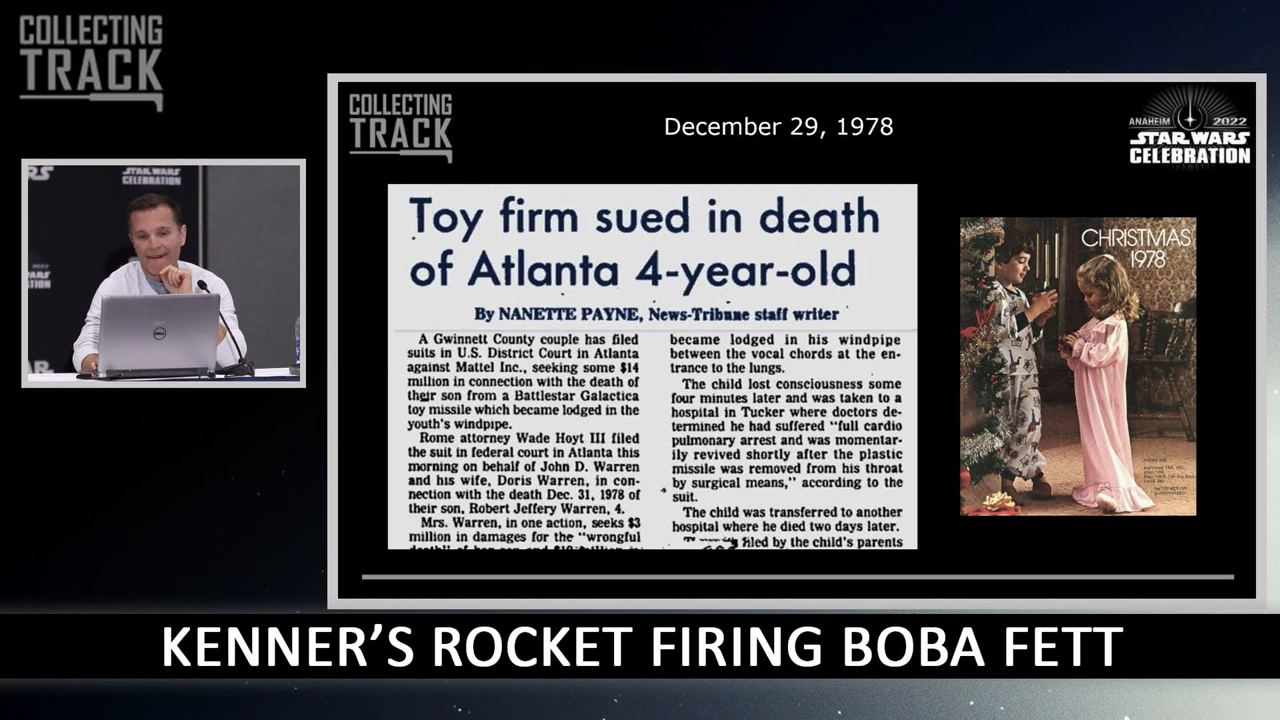 COLLECTING
TRACK
STAR WARS
CELEBRATION
DELL
COLLECTING
TRACK
December 29, 1978
ANAHEIM 2022
STAR WARS
CELEBRATION
Toy firm sued in death
of Atlanta 4-year-old
By NANETTE PAYNE, News-Tribune staff writer
A Gwinnett County couple has filed
suits in U.S. District Court in Atlanta
against Mattel Inc., seeking some $14
million in connection with the death of
their son from a Battlestar Galactica
toy missile which became lodged in the
youth's windpipe.
Rome attorney Wade Hoyt III filed
the suit in federal court in Atlanta this
morning on behalf of John D. Warren
and his wife, Doris Warren, in con-
nection with the death Dec. 31, 1978 of
their son, Robert Jeffery Warren, 4.
Mrs. Warren, in one action, seeks $3
million in damages for the "wrongful
became lodged in his windpipe
between the vocal chords at the en-
trance to the lungs.
The child lost consciousness some
four minutes later and was taken to a
hospital in Tucker where doctors de-
termined he had suffered "full cardio
pulmonary arrest and was momentar-
ily revived shortly after the plastic
missile was removed from his throat
by surgical means," according to the
suit.
The child was transferred to another
hospital where he died two days later.
filed by the child's parents
CHRISTMAS
1978
KENNER'S ROCKET FIRING BOBA FETT